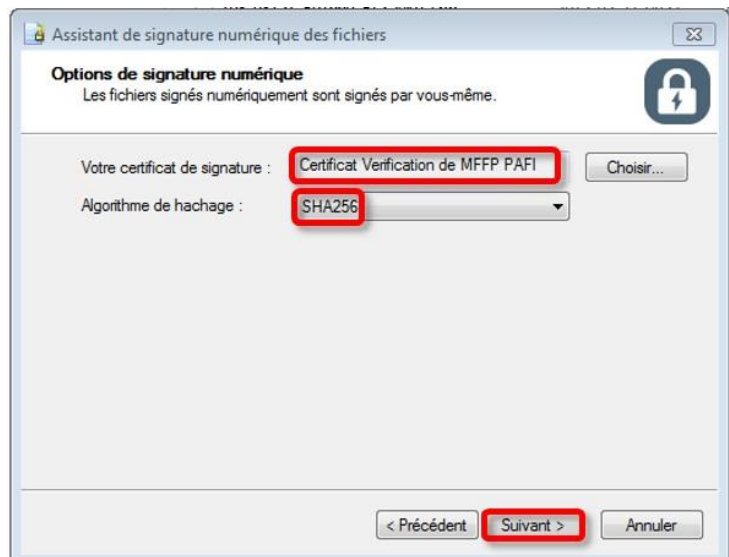 Assistant de signature numérique des fichiers
Options de signature numérique
Les fichiers signés numériquement sont signés par vous-même.
Votre certificat de signature : Certificat Verification de MFFP PAFI Choisir...
Algorithme de hachage : SHA256
< Précédent Suivant > Annuler